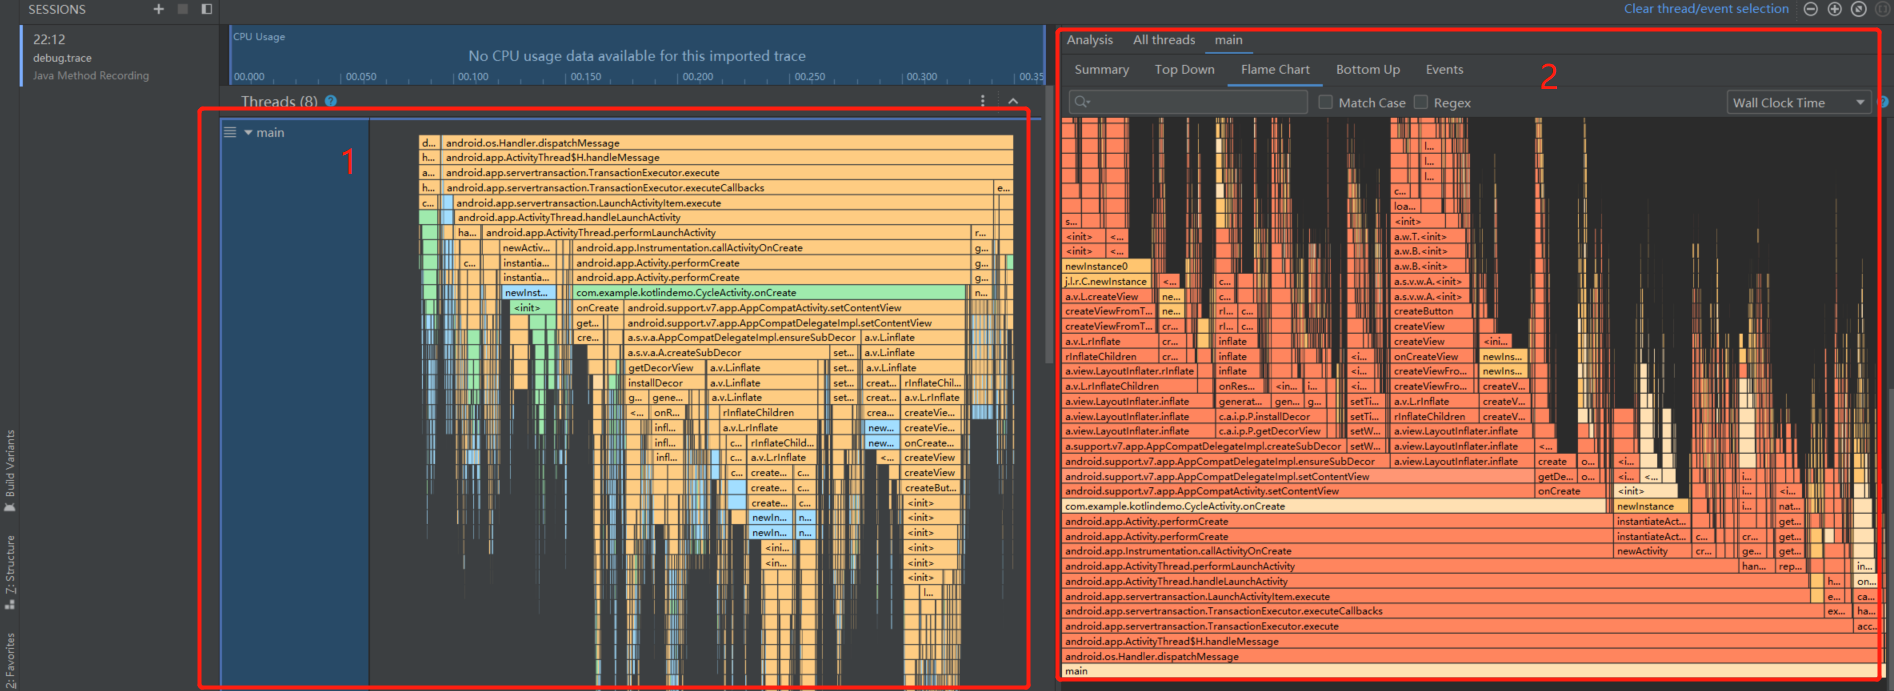 SESSIONS
22:12
debug.trace
Java Method Recording
Build Variants
Z: Structure
2: Favorites
CPU Usage
No CPU usage data available for this imported trace
00.000 00.050 00.100 00.150 00.200 00.250 00.300 00.35
Threads (8)
main
1
d... android.os.Handler.dispatchMessage
h... android.app.ActivityThread$H.handleMessage
a... android.app.servertransaction.TransactionExecutor.execute
h... android.app.servertransaction.TransactionExecutor.executeCallbacks e...
c... android.app.servertransaction.LaunchActivityItem.execute
android.app.ActivityThread.handleLaunchActivity
ha... android.app.ActivityThread.performLaunchActivity r...
newActiv... android.app.Instrumentation.callActivityOnCreate g...
c... instantia... android.app.Activity.performCreate g...
instantia... android.app.Activity.performCreate g...
newInst... com.example.kotlindemo.CycleActivity.onCreate n...
<init> onCreate android.support.v7.app.AppCompatActivity.setContentView
get... android.support.v7.app.AppCompatDelegateImpl.setContentView
cre... a.s.v.a.AppCompatDelegateImpl.ensureSubDecor a.v.L.inflate
a.s.v.a.A.createSubDecor set... a.v.L.inflate
getDecorView a.v.L.inflate set... a.v.L.inflate
installDecor a.v.L.inflate set... creat... rInflateChil...
g... gene... a.v.L.inflate set... creat... a.v.L.rInflate
<... onR... rInflateChildren crea... createVie...
infl... a.v.L.rInflate new... createVie...
infl... c... rInflateChild... new... onCreate...
infl... c... a.v.L.rInflate <... createView
c... create... c... createView
create... c... createBut...
create... c... <init>
newIn... n... <init>
newIn... n... <init>
<ini... <init>
<in... <init>
<init>
l...
Clear thread/event selection
Analysis All threads main
Summary Top Down Flame Chart Bottom Up Events
2
Match Case Regex Wall Clock Time
l...
l...
l...
c...
loa...
s... <init>
<init> <... a.w.T.<init>
<init> <... a.w.B.<init>
newInstance0 a.w.B.<init>
j.l.r.C.newInstance <... c... a.s.v.w.A.<init>
a.v.L.createView ne... c... a.s.v.w.A.<init>
createViewFromT... ne... rI... c... createButton
createViewFromT... cr... rI... c... createView
a.v.L.rInflate cr... inflate createView <ini...
rInflateChildren cr... inflate <i... onCreateView newIns...
a.view.LayoutInflater.rInflate inflate <i... createViewFro... newIns...
a.v.L.rInflateChildren onRes... <in... i... <i... createViewFro... createV...
a.view.LayoutInflater.inflate generat... gen... g... setTi... a.v.L.rInflate createV...
a.view.LayoutInflater.inflate c.a.i.p.P.installDecor setTi... rInflateChildren createV...
a.view.LayoutInflater.inflate c.a.i.p.P.getDecorView setW... a.view.LayoutInflater.inflate
a.support.v7.app.AppCompatDelegateImpl.createSubDecor setW... a.view.LayoutInflater.inflate <...
android.support.v7.app.AppCompatDelegateImpl.ensureSubDecor a.view.LayoutInflater.inflate create o... <i...
android.support.v7.app.AppCompatDelegateImpl.setContentView getDe... o... <i... <...
android.support.v7.app.AppCompatActivity.setContentView onCreate <init> i... <i...
com.example.kotlindemo.CycleActivity.onCreate newInstance i... nat...
android.app.Activity.performCreate instantiateAct... i... get...
android.app.Activity.performCreate instantiateAct... c... cr... get...
android.app.Instrumentation.callActivityOnCreate newActivity cr... ge... get...
android.app.ActivityThread.performLaunchActivity han... rep... in...
android.app.ActivityThread.handleLaunchActivity h... on...
android.app.servertransaction.LaunchActivityItem.execute e... ca...
android.app.servertransaction.TransactionExecutor.executeCallbacks ex... ha...
android.app.servertransaction.TransactionExecutor.execute acc...
android.app.ActivityThread$H.handleMessage
android.os.Handler.dispatchMessage
main